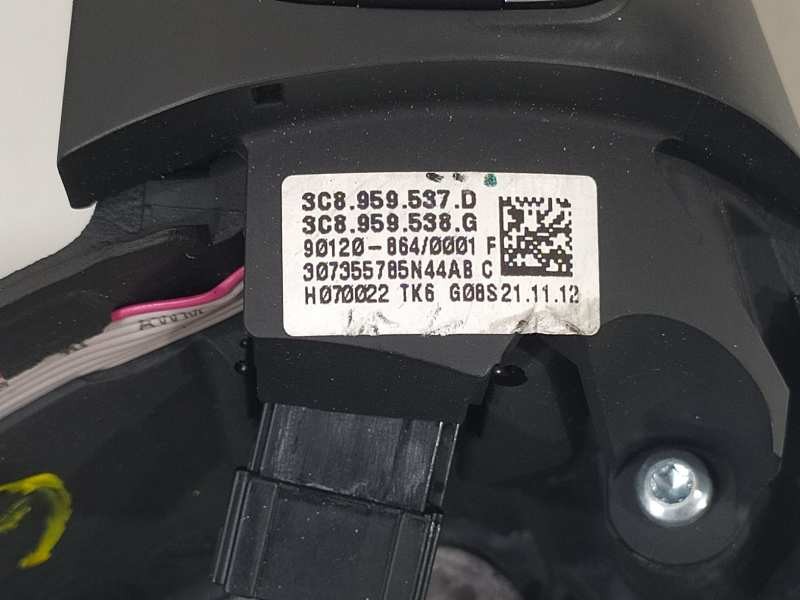 3C8.959.537.D
3C8.959.538.G
90120-864/0001 F
307355785N44AB C
H070022 TK6 G08S21.11.12